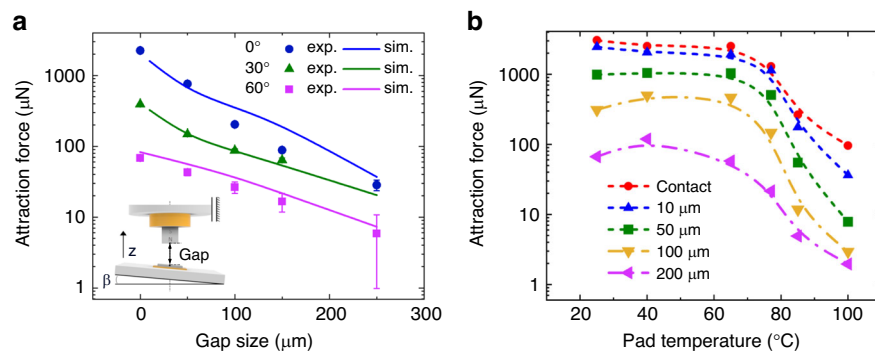 a
0° exp. sim.
30° exp. sim.
60° exp. sim.
1000
100
10
1
Attraction force (μN)
z
Gap
β
0 100 200 300
Gap size (μm)
b
1000
100
10
1
Attraction force (μN)
Contact
10 μm
50 μm
100 μm
200 μm
20 40 60 80 100
Pad temperature (°C)